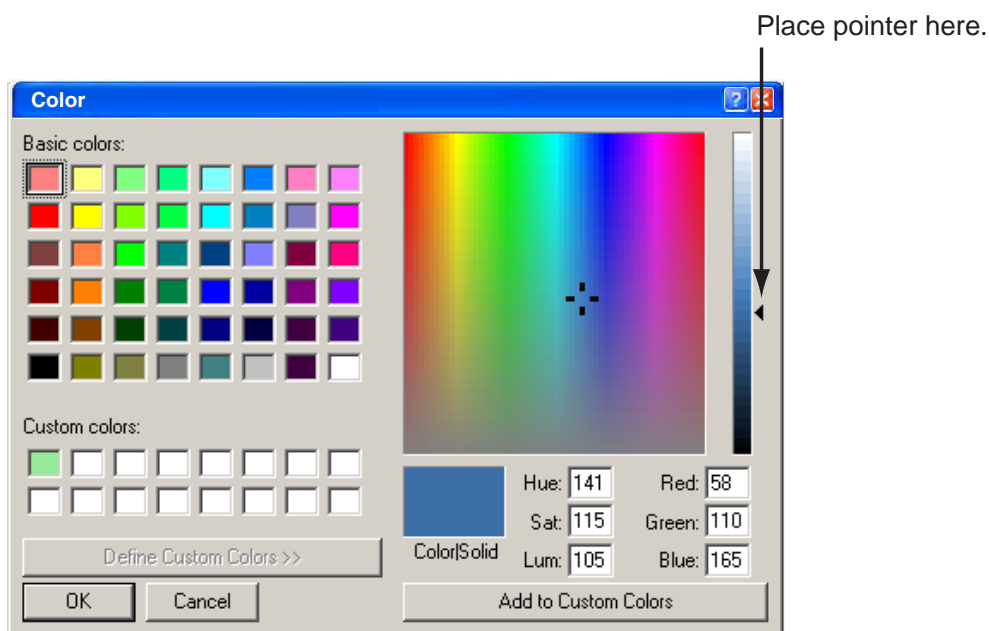 Place pointer here.
Color
?
Basic colors:
Custom colors:
Define Custom Colors >>
OK
Cancel
Color|Solid
Hue: 141
Sat: 115
Lum: 105
Red: 58
Green: 110
Blue: 165
Add to Custom Colors